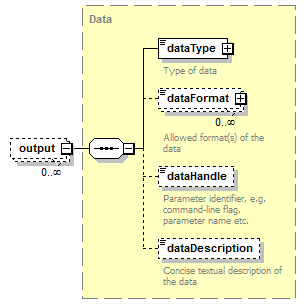 Data
dataType
Type of data
dataFormat
0..∞
Allowed format(s) of the
data
output
0..∞
dataHandle
Parameter identifier, e.g.
command-line flag,
parameter name etc.
dataDescription
Concise textual description of
the data